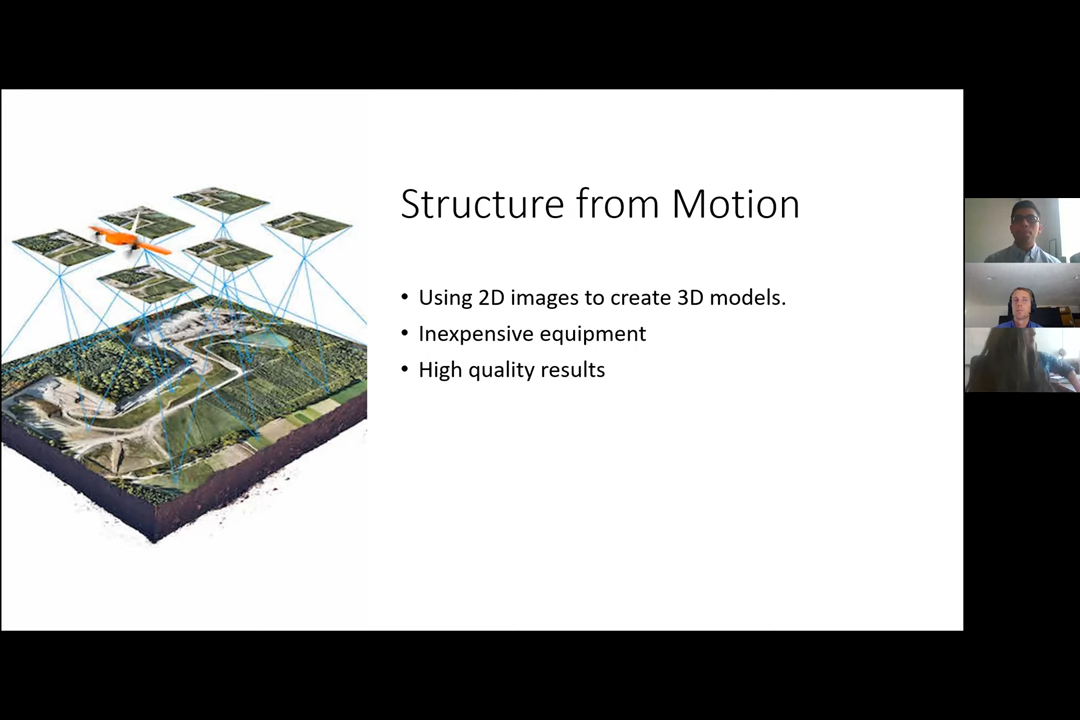 Structure from Motion
• Using 2D images to create 3D models.
• Inexpensive equipment
• High quality results